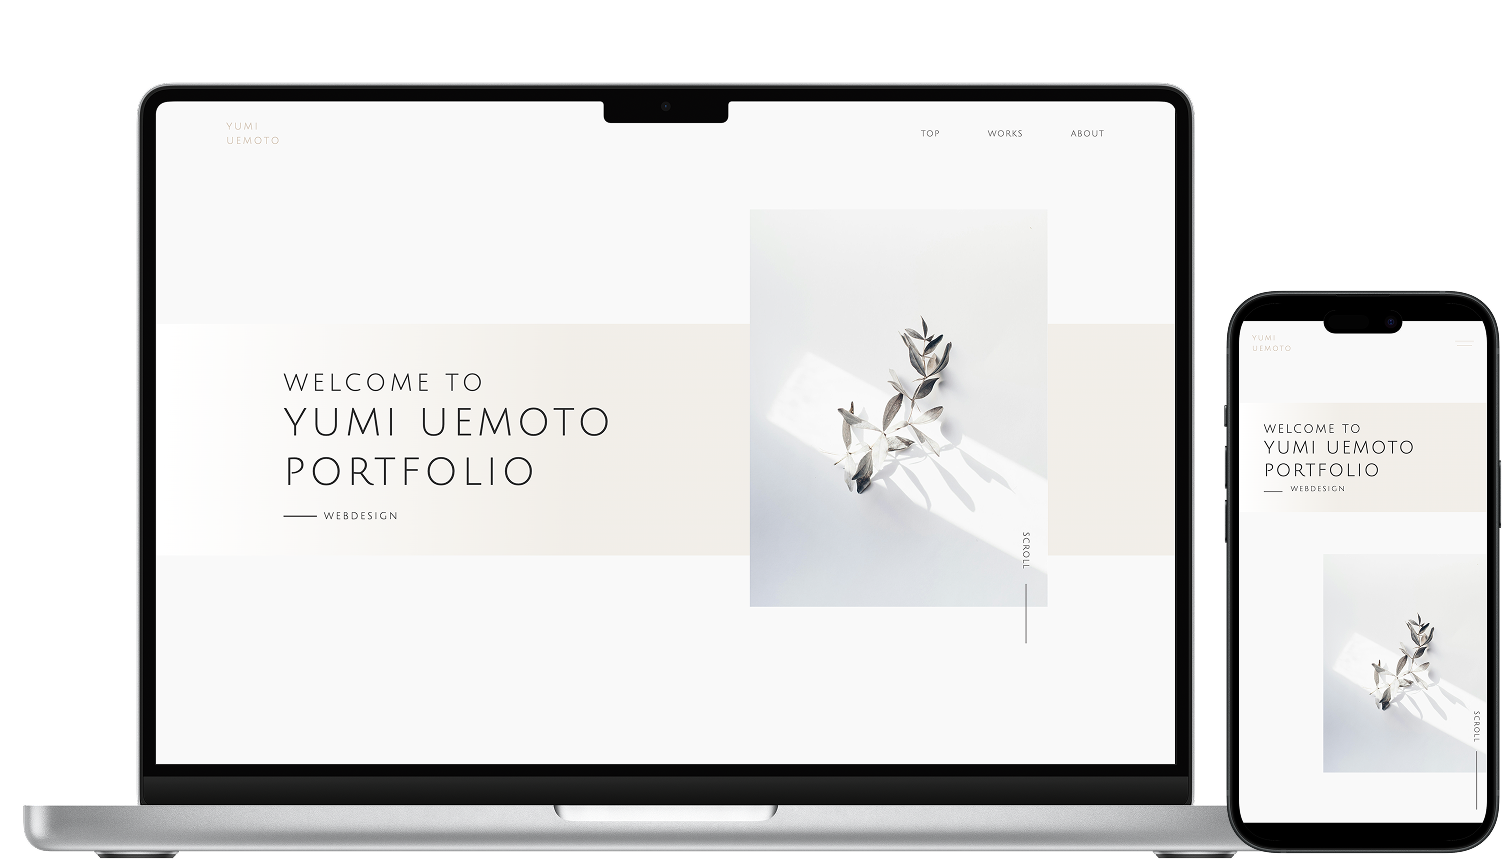 YUMI
UEMOTO
TOP
WORKS
ABOUT
WELCOME TO
YUMI UEMOTO
PORTFOLIO
WEBDESIGN
SCROLL
YUMI
UEMOTO
WELCOME TO
YUMI UEMOTO
PORTFOLIO
WEBDESIGN
SCROLL